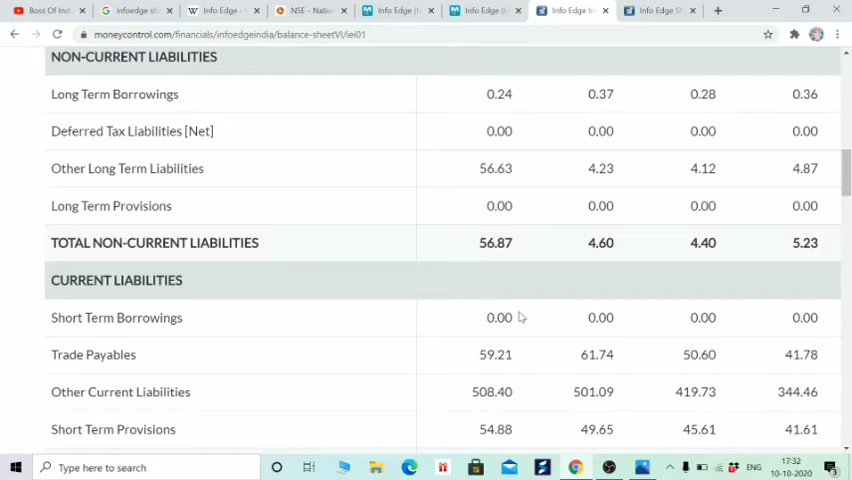 Boss Of Ind
infoedge sh
Info Edge -
NSE - Nation
Info Edge (I
Info Edge (
Info Edge In
Info Edge S
moneycontrol.com/financials/infoedgeindia/balance-sheetVI/iei01
NON-CURRENT LIABILITIES
Long Term Borrowings 0.24 0.37 0.28 0.36
Deferred Tax Liabilities [Net] 0.00 0.00 0.00 0.00
Other Long Term Liabilities 56.63 4.23 4.12 4.87
Long Term Provisions 0.00 0.00 0.00 0.00
TOTAL NON-CURRENT LIABILITIES 56.87 4.60 4.40 5.23
CURRENT LIABILITIES
Short Term Borrowings 0.00 0.00 0.00 0.00
Trade Payables 59.21 61.74 50.60 41.78
Other Current Liabilities 508.40 501.09 419.73 344.46
Short Term Provisions 54.88 49.65 45.61 41.61
Type here to search
ENG
17:32
10-10-2020
3